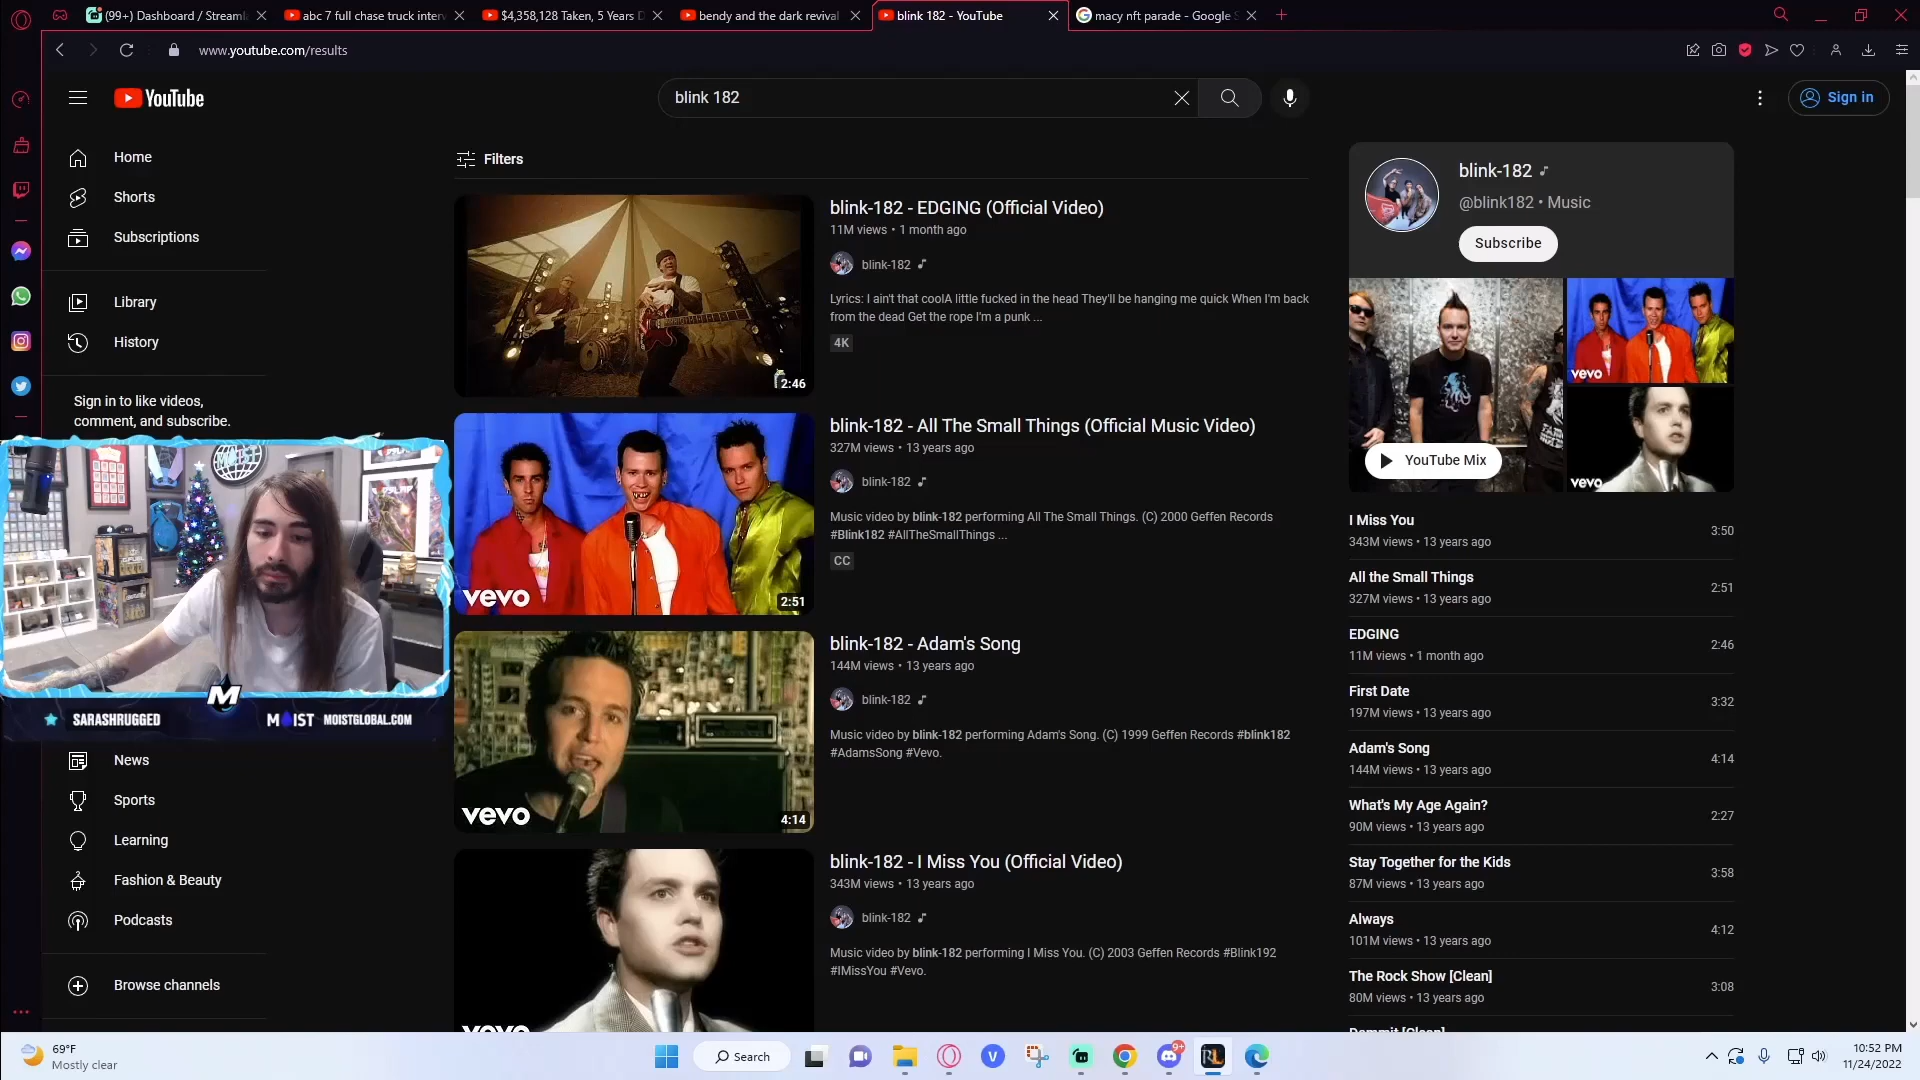 (99+) Dashboard / Streamla
abc 7 full chase truck interv
$4,358,128 Taken, 5 Years D
bendy and the dark revival
blink 182 - YouTube
macy nft parade - Google S
www.youtube.com/results
YouTube
blink 182
Sign in
Home
Shorts
Subscriptions
Library
History
Sign in to like videos,
comment, and subscribe.
SARASHRUGGED
M
MOIST
MOISTGLOBAL.COM
News
Sports
Learning
Fashion & Beauty
Podcasts
Browse channels
Filters
2:46
blink-182 - EDGING (Official Video)
11M views • 1 month ago
blink-182
Lyrics: I ain't that coolA little fucked in the head They'll be hanging me quick When I'm back
from the dead Get the rope I'm a punk ...
4K
vevo
2:51
blink-182 - All The Small Things (Official Music Video)
327M views • 13 years ago
blink-182
Music video by blink-182 performing All The Small Things. (C) 2000 Geffen Records
#Blink182 #AllTheSmallThings ...
CC
vevo
4:14
blink-182 - Adam's Song
144M views • 13 years ago
blink-182
Music video by blink-182 performing Adam's Song. (C) 1999 Geffen Records #blink182
#AdamsSong #Vevo.
vevo
blink-182 - I Miss You (Official Video)
343M views • 13 years ago
blink-182
Music video by blink-182 performing I Miss You. (C) 2003 Geffen Records #Blink192
#IMissYou #Vevo.
blink-182
@blink182 • Music
Subscribe
YouTube Mix
vevo
vevo
I Miss You
343M views • 13 years ago
3:50
All the Small Things
327M views • 13 years ago
2:51
EDGING
11M views • 1 month ago
2:46
First Date
197M views • 13 years ago
3:32
Adam's Song
144M views • 13 years ago
4:14
What's My Age Again?
90M views • 13 years ago
2:27
Stay Together for the Kids
87M views • 13 years ago
3:58
Always
101M views • 13 years ago
4:12
The Rock Show [Clean]
80M views • 13 years ago
3:08
Dammit [Clean]
69°F
Mostly clear
Search
9+
10:52 PM
11/24/2022